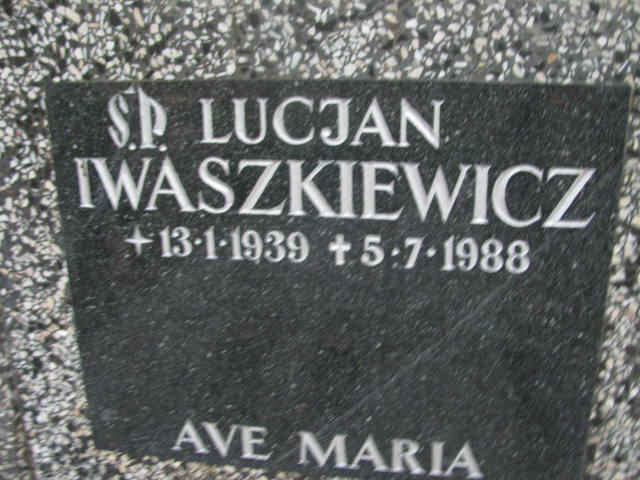 Ś.P. LUCJAN
IWASZKIEWICZ
+13.1.1939 ✝5.7.1988
AVE MARIA